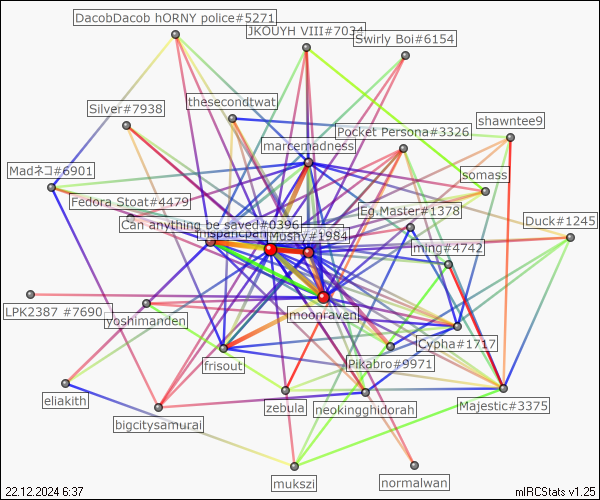 DacobDacob hORNY police#5271
JKOUYH VIII#7034
Swirly Boi#6154
Silver#7938
thesecondtwat
shawntee9
Pocket Persona#3326
marcemadness
Madネコ#6901
somass
Fedora Stoat#4479
Eg.Master#1378
Duck#1245
Can anything be saved#0396
Moshy#1984
ming#4742
LPK2387 #7690
yoshimanden
moonraven
Cypha#1717
frisout
Pikabro#9971
eliakith
zebula
neokingghidorah
Majestic#3375
bigcitysamurai
mukszi
normalwan
22.12.2024 6:37
mIRCStats v1.25